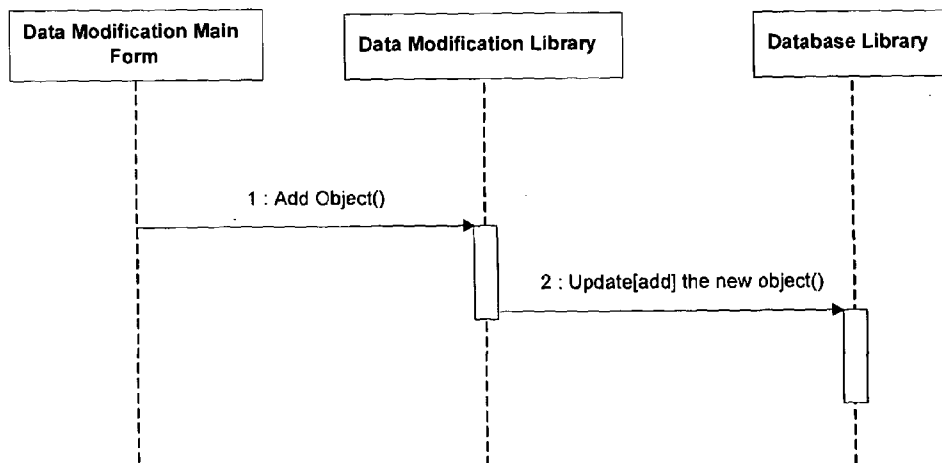 Data Modification Main
Form
Data Modification Library
Database Library
1 : Add Object()
2 : Update[add] the new object()